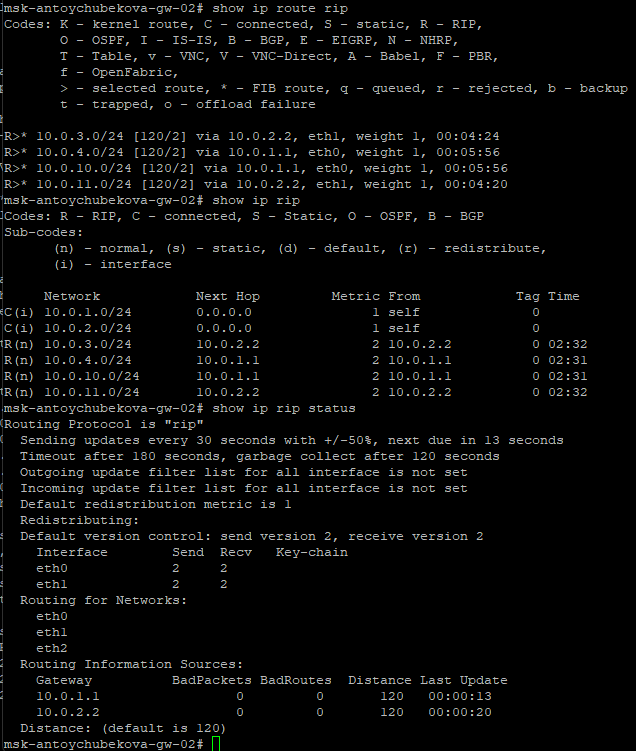 msk-antoychubekova-gw-02# show ip route rip
Codes: K - kernel route, C - connected, S - static, R - RIP,
       O - OSPF, I - IS-IS, B - BGP, E - EIGRP, N - NHRP,
       T - Table, v - VNC, V - VNC-Direct, A - Babel, F - PBR,
       f - OpenFabric,
       > - selected route, * - FIB route, q - queued, r - rejected, b - backup
       t - trapped, o - offload failure

R>* 10.0.3.0/24 [120/2] via 10.0.2.2, eth1, weight 1, 00:04:24
R>* 10.0.4.0/24 [120/2] via 10.0.1.1, eth0, weight 1, 00:05:56
R>* 10.0.10.0/24 [120/2] via 10.0.1.1, eth0, weight 1, 00:05:56
R>* 10.0.11.0/24 [120/2] via 10.0.2.2, eth1, weight 1, 00:04:20
msk-antoychubekova-gw-02# show ip rip
Codes: R - RIP, C - connected, S - Static, O - OSPF, B - BGP
Sub-codes:
      (n) - normal, (s) - static, (d) - default, (r) - redistribute,
      (i) - interface

     Network            Next Hop         Metric From            Tag Time
C(i) 10.0.1.0/24        0.0.0.0               1 self              0
C(i) 10.0.2.0/24        0.0.0.0               1 self              0
R(n) 10.0.3.0/24        10.0.2.2              2 10.0.2.2          0 02:32
R(n) 10.0.4.0/24        10.0.1.1              2 10.0.1.1          0 02:31
R(n) 10.0.10.0/24       10.0.1.1              2 10.0.1.1          0 02:31
R(n) 10.0.11.0/24       10.0.2.2              2 10.0.2.2          0 02:32
msk-antoychubekova-gw-02# show ip rip status
Routing Protocol is "rip"
  Sending updates every 30 seconds with +/-50%, next due in 13 seconds
  Timeout after 180 seconds, garbage collect after 120 seconds
  Outgoing update filter list for all interface is not set
  Incoming update filter list for all interface is not set
  Default redistribution metric is 1
  Redistributing:
  Default version control: send version 2, receive version 2
    Interface        Send  Recv   Key-chain
    eth0             2     2
    eth1             2     2
  Routing for Networks:
    eth0
    eth1
    eth2
  Routing Information Sources:
    Gateway          BadPackets BadRoutes  Distance Last Update
    10.0.1.1                 0         0       120   00:00:13
    10.0.2.2                 0         0       120   00:00:20
  Distance: (default is 120)
msk-antoychubekova-gw-02#